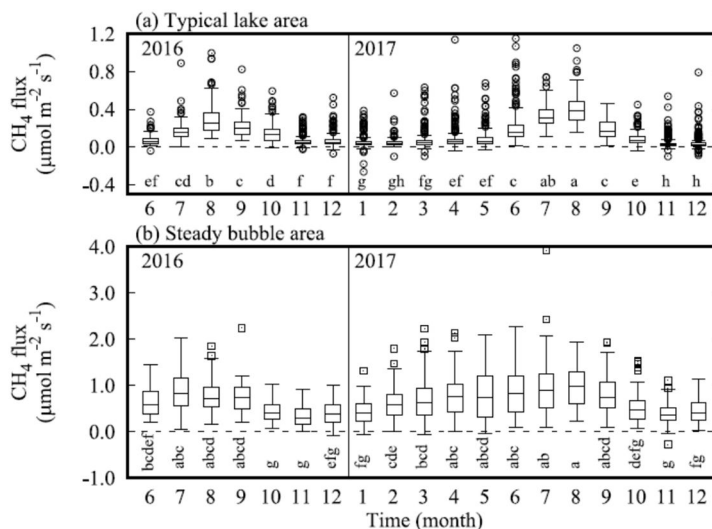 (a) Typical lake area
1.2
2016
2017
0.8
0.4
0.0
-0.4
CH4 flux
(μmol m−2 s−1)
ef cd b c d f f g gh fg ef ef c ab a c e h h
6 7 8 9 10 11 12 1 2 3 4 5 6 7 8 9 10 11 12
(b) Steady bubble area
4.0
2016
2017
3.0
2.0
1.0
0.0
-1.0
CH4 flux
(μmol m−2 s−1)
bcdef abc abcd abcd g g efg fg cde bcd abc abcd abc ab a abcd defg g fg
6 7 8 9 10 11 12 1 2 3 4 5 6 7 8 9 10 11 12
Time (month)